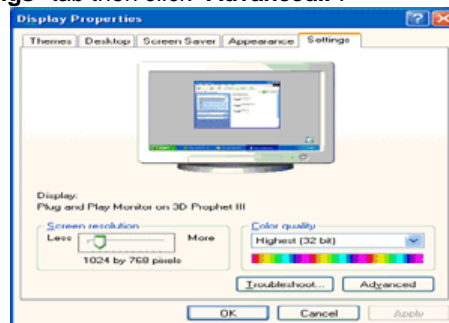 tab then click
Display Properties
Themes Desktop Screen Saver Appearance Settings
Display:
Plug and Play Monitor on 3D Prophet III
Screen resolution
Less More
1024 by 768 pixels
Color quality
Highest (32 bit)
Troubleshoot... Advanced
OK Cancel Apply